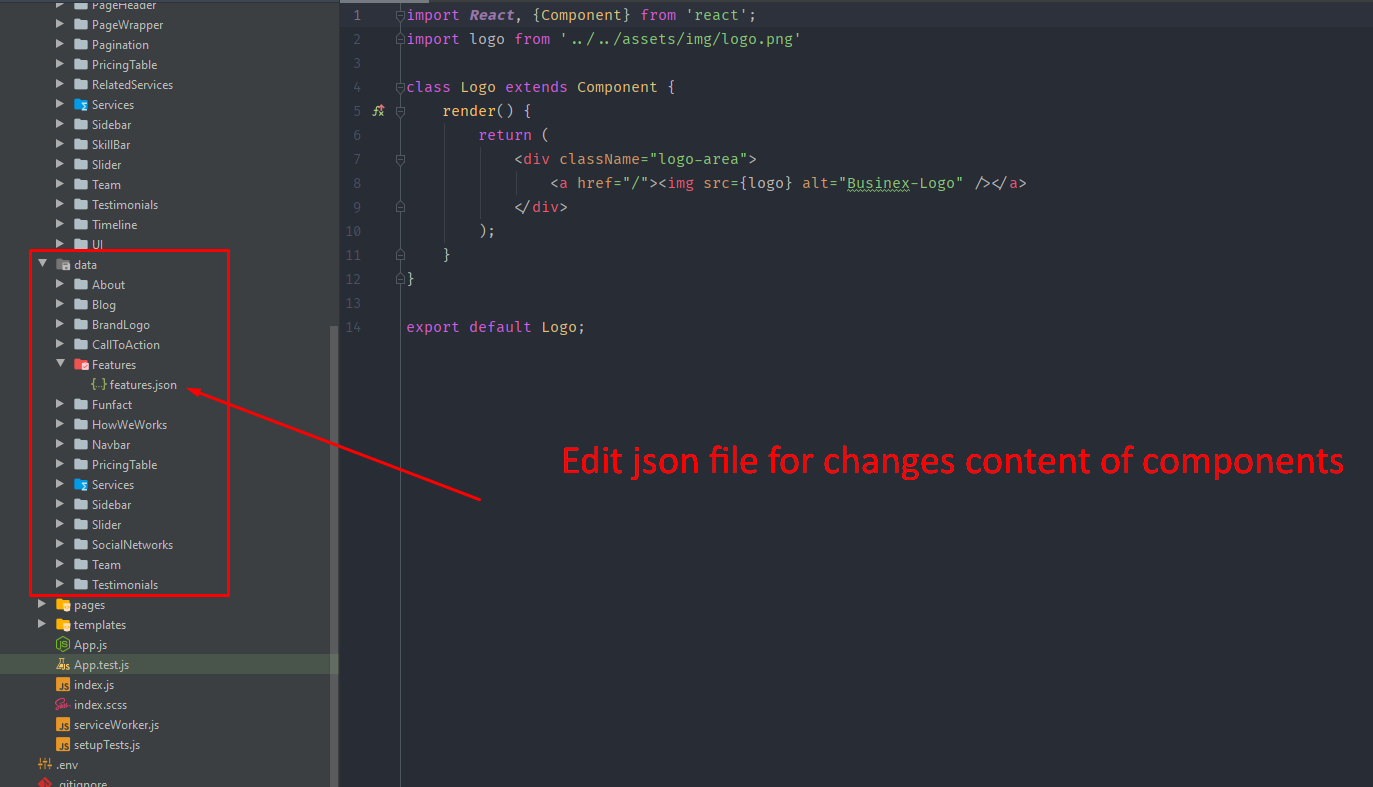 PageHeader
PageWrapper
Pagination
PricingTable
RelatedServices
Services
Sidebar
SkillBar
Slider
Team
Testimonials
Timeline
UI
data
About
Blog
BrandLogo
CallToAction
Features
{..} features.json
Funfact
HowWeWorks
Navbar
PricingTable
Services
Sidebar
Slider
SocialNetworks
Team
Testimonials
pages
templates
JS App.js
JS App.test.js
JS index.js
index.scss
JS serviceWorker.js
JS setupTests.js
.env
.gitignore
1 import React, {Component} from 'react';
2 import logo from '../../assets/img/logo.png'
3
4 class Logo extends Component {
5 render() {
6 return (
7 <div className="logo-area">
8 <a href="/"><img src={logo} alt="Businex-Logo" /></a>
9 </div>
10 );
11 }
12 }
13
14 export default Logo;
Edit json file for changes content of components